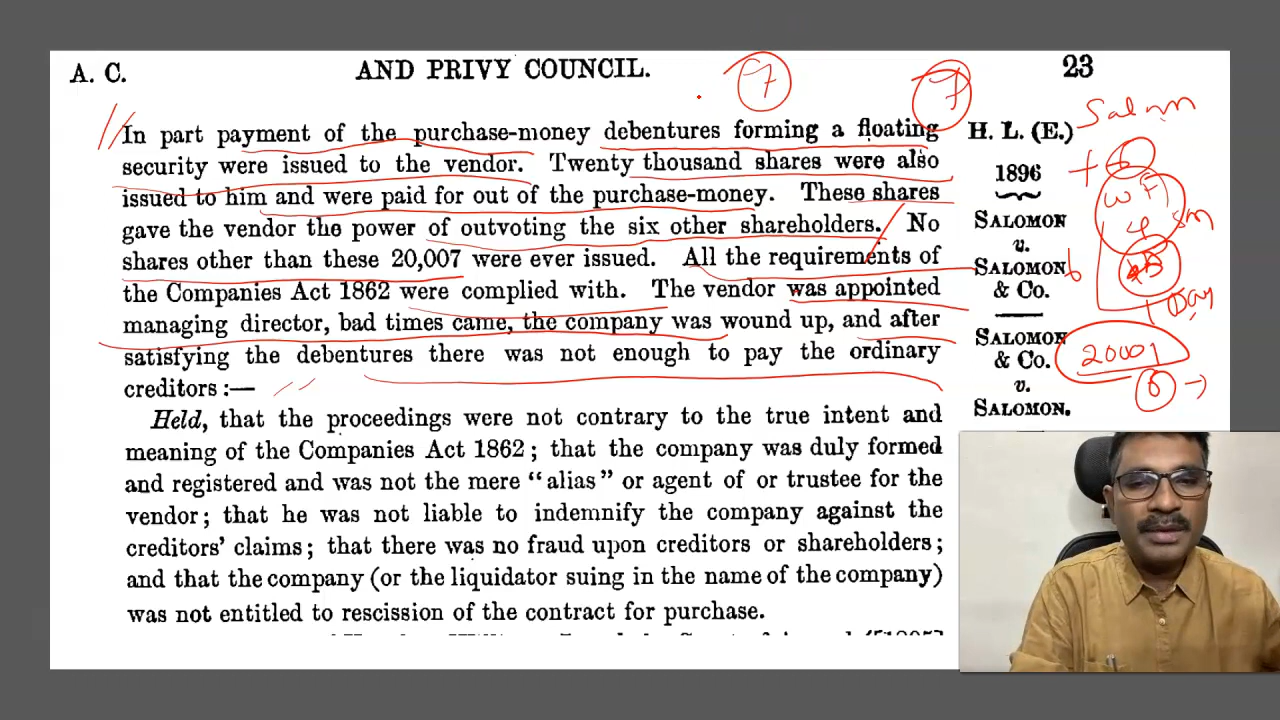 A. C.
AND PRIVY COUNCIL.
23
In part payment of the purchase-money debentures forming a floating
security were issued to the vendor. Twenty thousand shares were also
issued to him and were paid for out of the purchase-money. These shares
gave the vendor the power of outvoting the six other shareholders. No
shares other than these 20,007 were ever issued. All the requirements of
the Companies Act 1862 were complied with. The vendor was appointed
managing director, bad times came, the company was wound up, and after
satisfying the debentures there was not enough to pay the ordinary
creditors :—
Held, that the proceedings were not contrary to the true intent and
meaning of the Companies Act 1862 ; that the company was duly formed
and registered and was not the mere “alias” or agent of or trustee for the
vendor ; that he was not liable to indemnify the company against the
creditors’ claims ; that there was no fraud upon creditors or shareholders ;
and that the company (or the liquidator suing in the name of the company)
was not entitled to rescission of the contract for purchase.
H. L. (E.)
1896
SALOMON
v.
SALOMON
& CO.
SALOMON
& CO.
v.
SALOMON.
7
7
20001
6